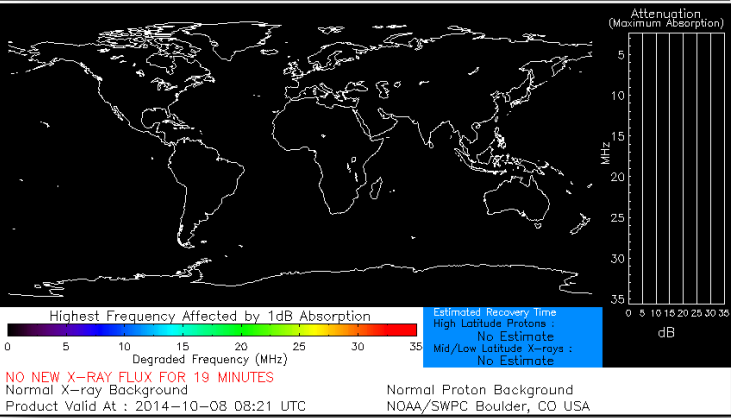 Attenuation
(Maximum Absorption)
5
10
15
20
25
30
35
MHz
0 5 10 15 20 25 30 35
dB
Highest Frequency Affected by 1dB Absorption
0 5 10 15 20 25 30 35
Degraded Frequency (MHz)
Estimated Recovery Time
High Latitude Protons :
No Estimate
Mid/Low Latitude X-rays :
No Estimate
NO NEW X-RAY FLUX FOR 19 MINUTES
Normal X-ray Background
Normal Proton Background
Product Valid At : 2014-10-08 08:21 UTC
NOAA/SWPC Boulder, CO USA